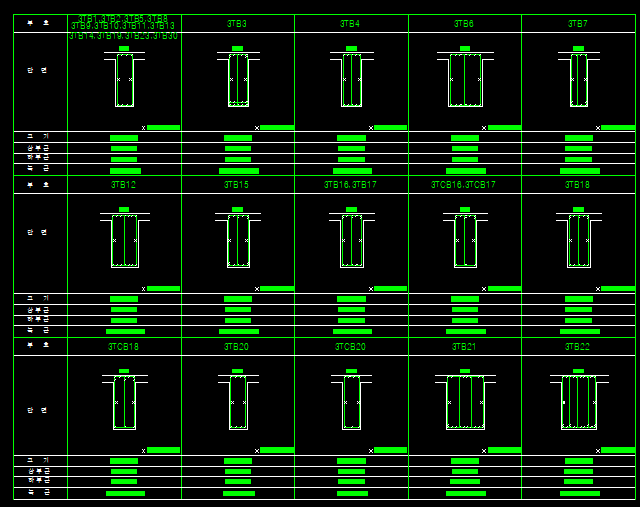 부 호
3TB1,3TB2,3TB5,3TB8
3TB9,3TB10,3TB11,3TB13
3TB14,3TB19,3TB23,3TB30
3TB3
3TB4
3TB6
3TB7
단 면
크 기
상부근
하부근
늑 근
부 호
3TB12
3TB15
3TB16,3TB17
3TCB16,3TCB17
3TB18
단 면
크 기
상부근
하부근
늑 근
부 호
3TCB18
3TB20
3TCB20
3TB21
3TB22
단 면
크 기
상부근
하부근
늑 근